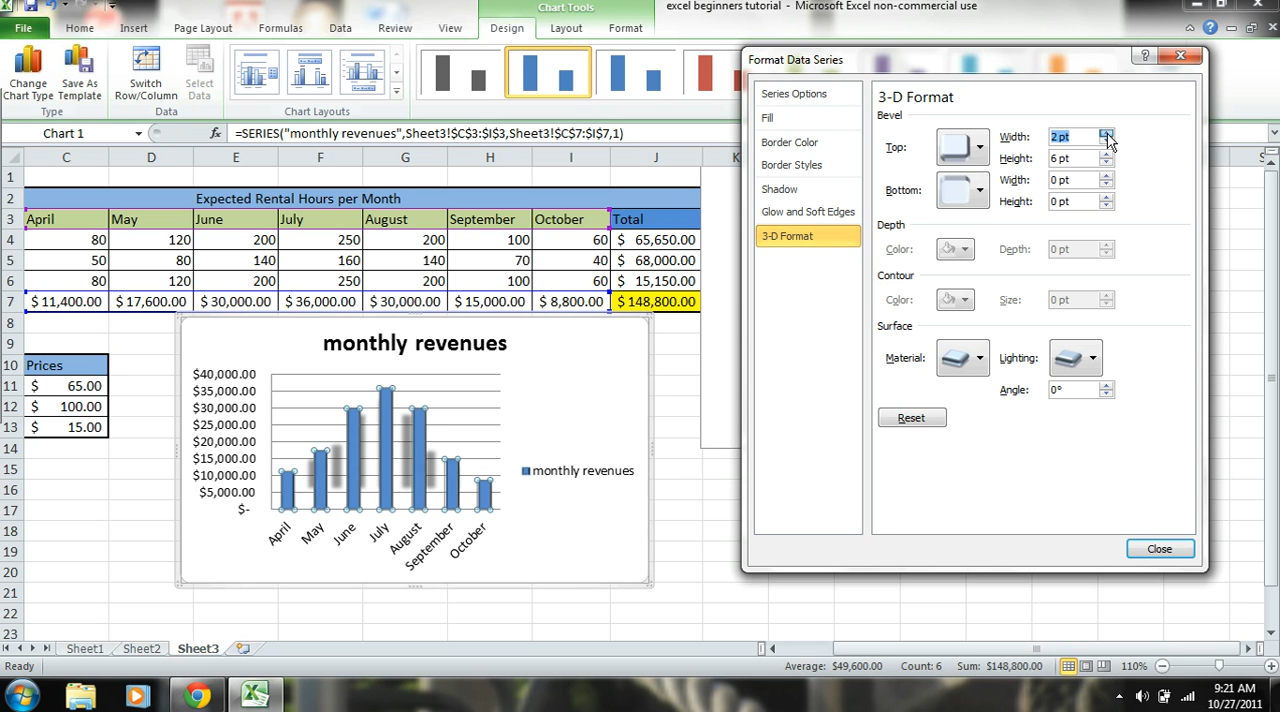 Chart Tools
excel beginners tutorial - Microsoft Excel non-commercial use
File Home Insert Page Layout Formulas Data Review View Design Layout Format
Change Chart Type
Save As Template
Switch Row/Column
Select Data
Type Data Chart Layouts
Chart 1 fx =SERIES("monthly revenues",Sheet3!$C$3:$I$3,Sheet3!$C$7:$I$7,1)
C D E F G H I J K
1
2 Expected Rental Hours per Month
3 April May June July August September October Total
4 80 120 200 250 200 100 60 $ 65,650.00
5 50 80 140 160 140 70 40 $ 68,000.00
6 80 120 200 250 200 100 60 $ 15,150.00
7 $ 11,400.00 $ 17,600.00 $ 30,000.00 $ 36,000.00 $ 30,000.00 $ 15,000.00 $ 8,800.00 $ 148,800.00
8
9
10 Prices
11 $ 65.00
12 $ 100.00
13 $ 15.00
14
15
16
17
18
19
20
21
22
23
monthly revenues
$40,000.00
$35,000.00
$30,000.00
$25,000.00
$20,000.00
$15,000.00
$10,000.00
$5,000.00
$-
April May June July August September October
monthly revenues
Format Data Series
Series Options
Fill
Border Color
Border Styles
Shadow
Glow and Soft Edges
3-D Format
3-D Format
Bevel
Top: Width: 2 pt
Height: 6 pt
Bottom: Width: 0 pt
Height: 0 pt
Depth
Color: Depth: 0 pt
Contour
Color: Size: 0 pt
Surface
Material: Lighting:
Angle: 0°
Reset
Close
Sheet1 Sheet2 Sheet3
Ready Average: $49,600.00 Count: 6 Sum: $148,800.00 110%
9:21 AM
10/27/2011